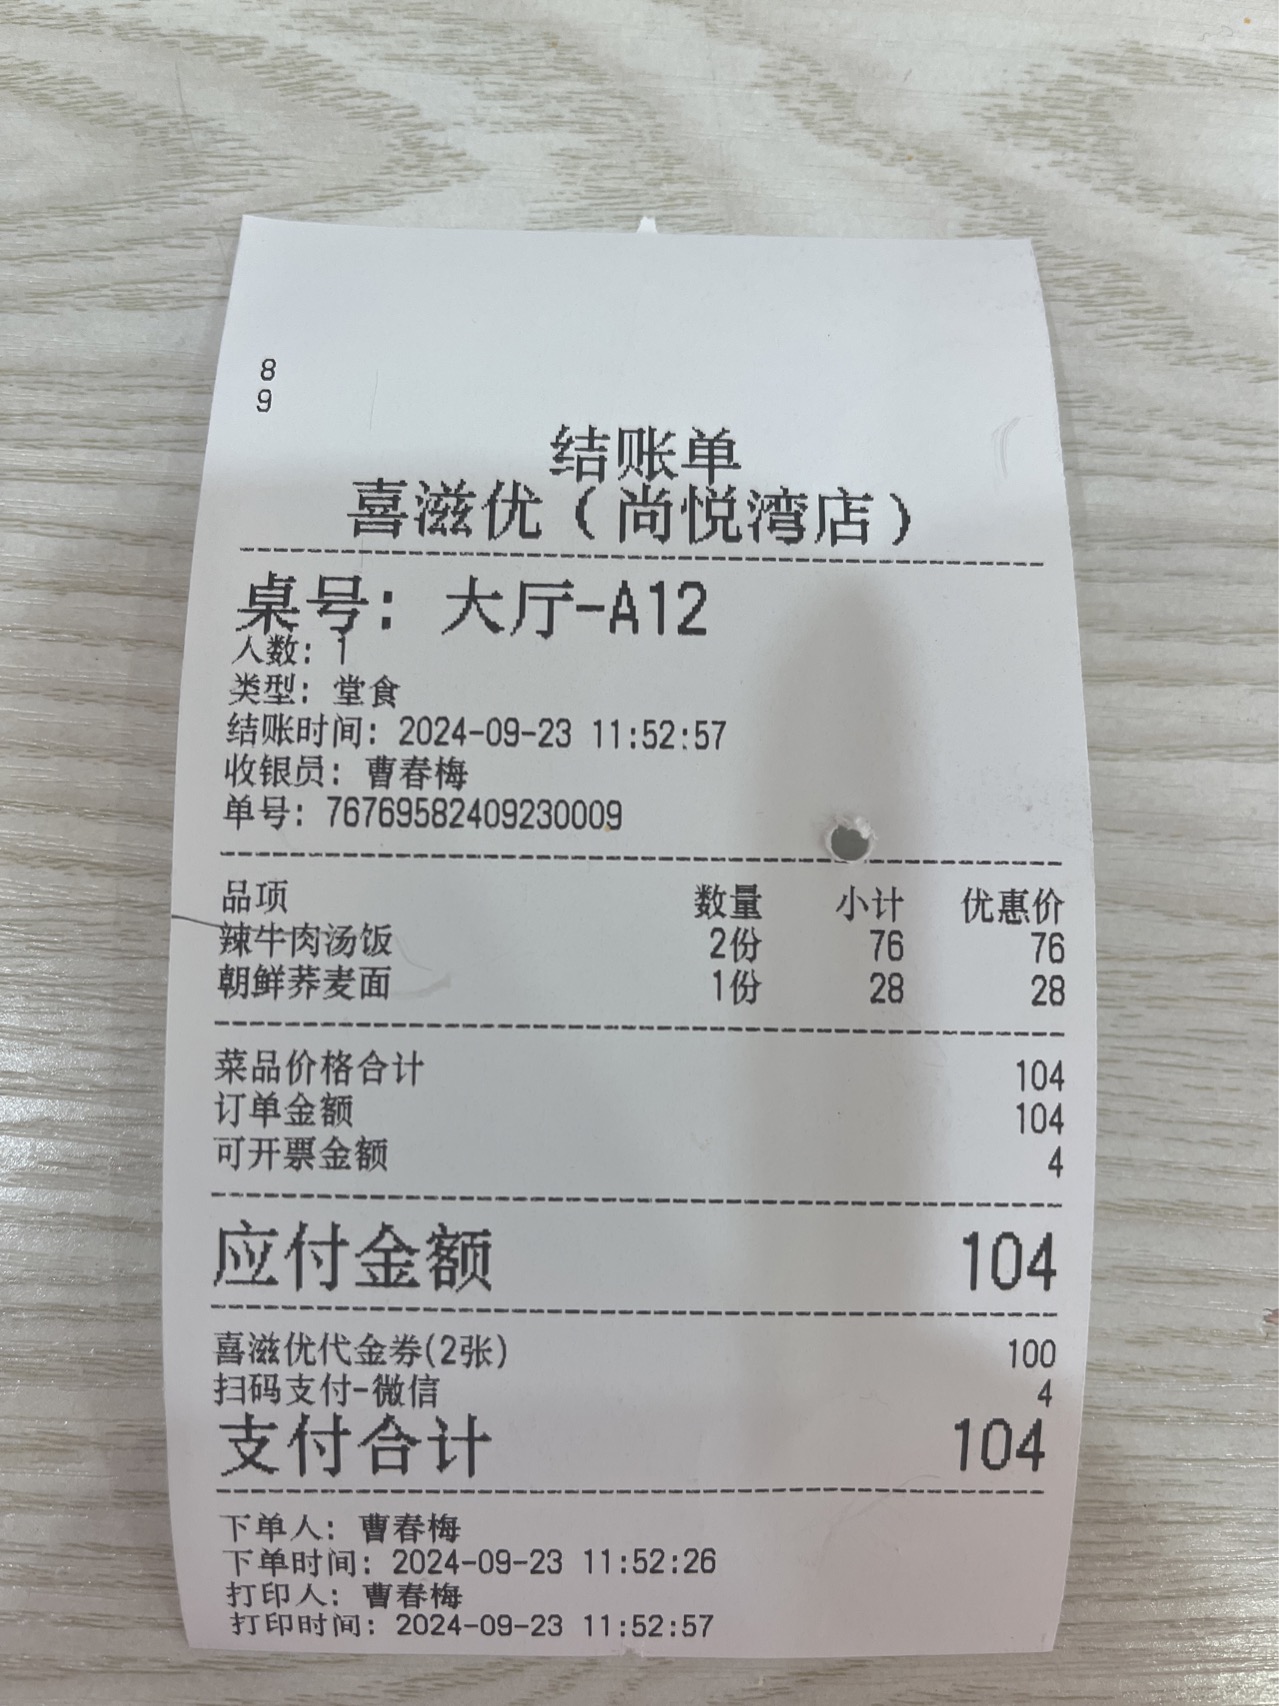 8
9
结账单
喜滋优（尚悦湾店）
桌号： 大厅-A12
人数：1
类型：堂食
结账时间：2024-09-23 11:52:57
收银员：曹春梅
单号：76769582409230009
品项 数量 小计 优惠价
辣牛肉汤饭 2份 76 76
朝鲜荞麦面 1份 28 28
菜品价格合计 104
订单金额 104
可开票金额 4
应付金额 104
喜滋优代金券(2张) 100
扫码支付-微信 4
支付合计 104
下单人：曹春梅
下单时间：2024-09-23 11:52:26
打印人：曹春梅
打印时间：2024-09-23 11:52:57